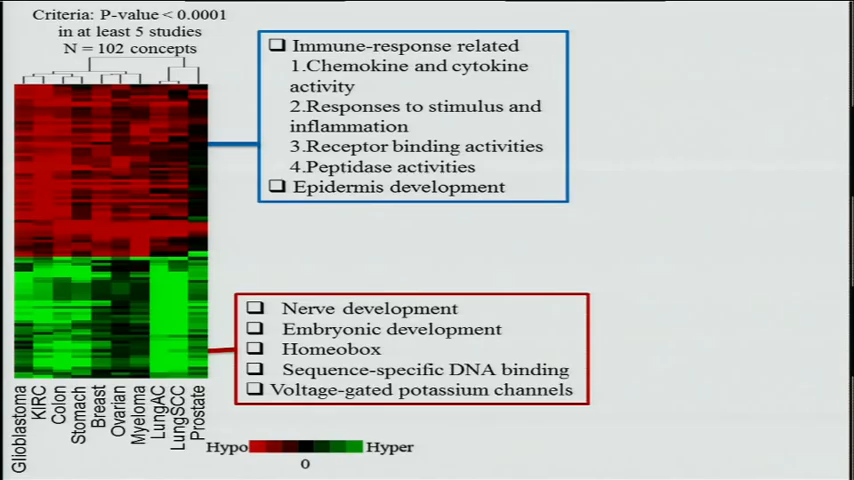 Criteria: P-value < 0.0001
in at least 5 studies
N = 102 concepts
❑ Immune-response related
1.Chemokine and cytokine
activity
2.Responses to stimulus and
inflammation
3.Receptor binding activities
4.Peptidase activities
❑ Epidermis development
❑ Nerve development
❑ Embryonic development
❑ Homeobox
❑ Sequence-specific DNA binding
❑ Voltage-gated potassium channels
Glioblastoma
KIRC
Colon
Stomach
Breast
Ovarian
Myeloma
LungAC
LungSCC
Prostate
Hypo
Hyper
0